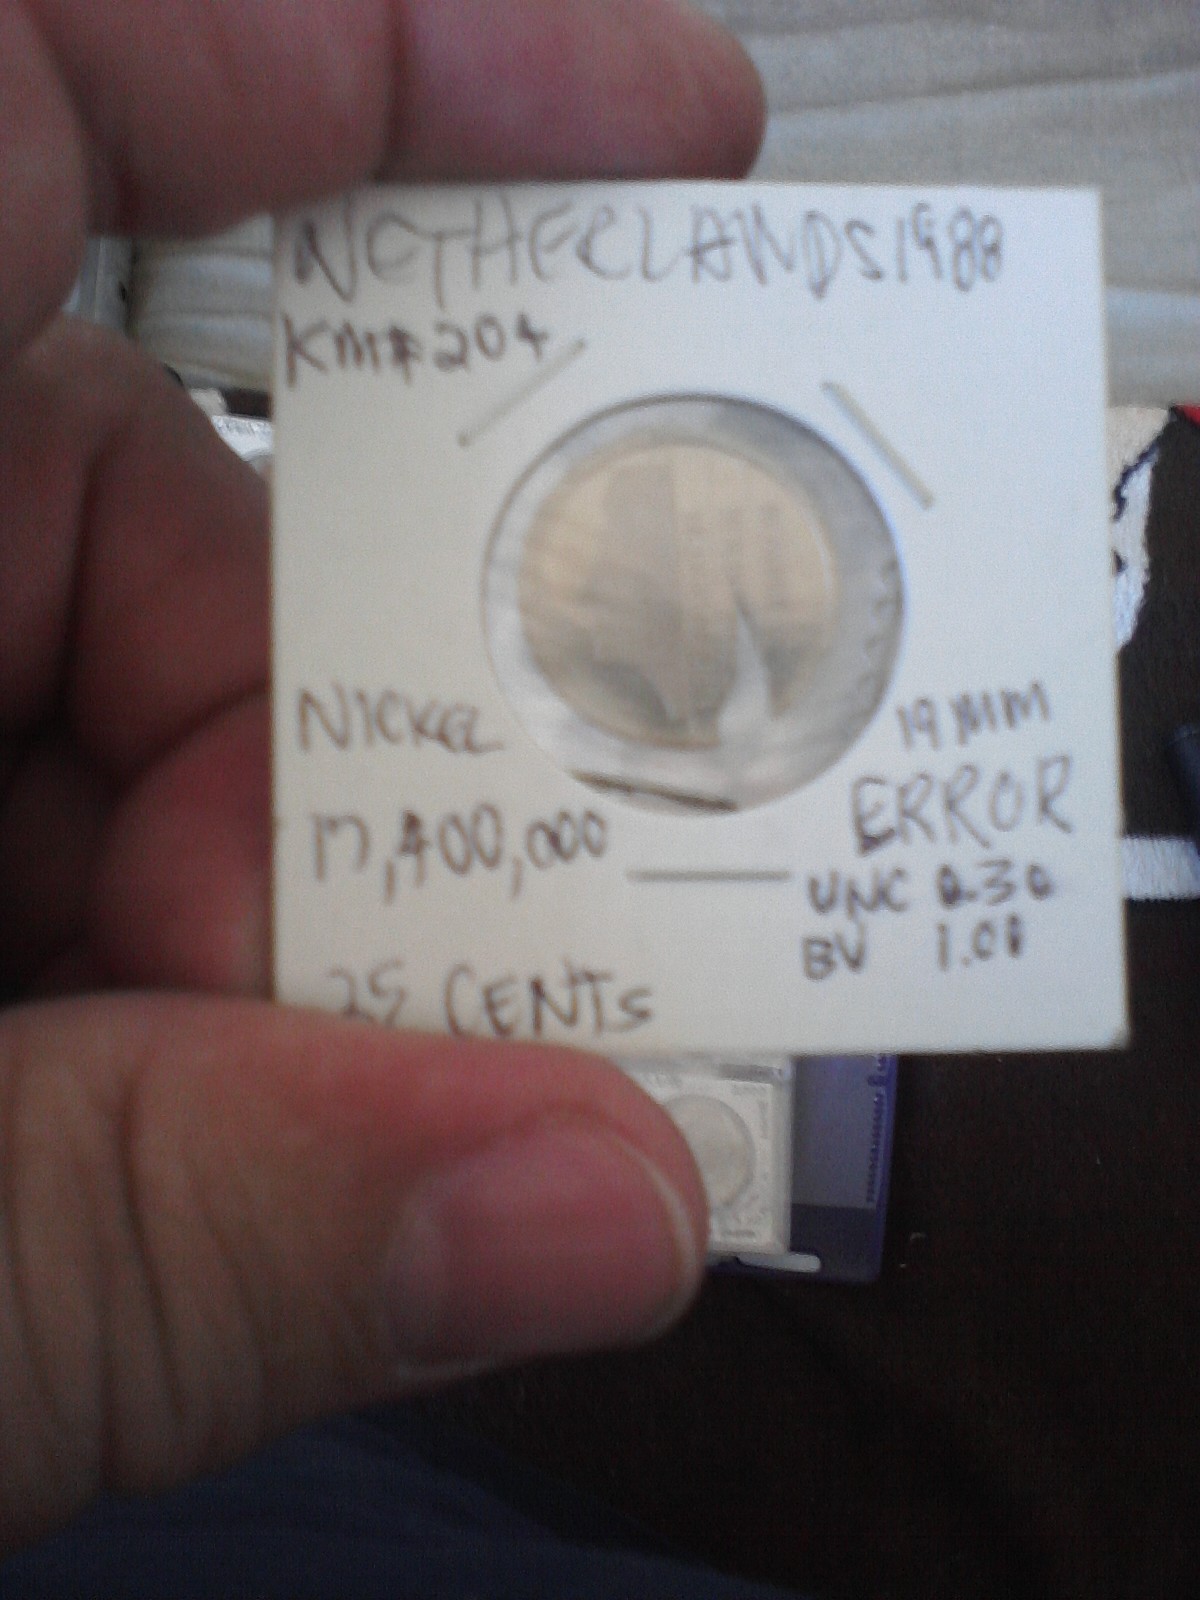 NETHERLANDS 1988
KM#204
NICKEL
19MM
ERROR
17,400,000
UNC 0.30
BV 1.00
25 CENTS